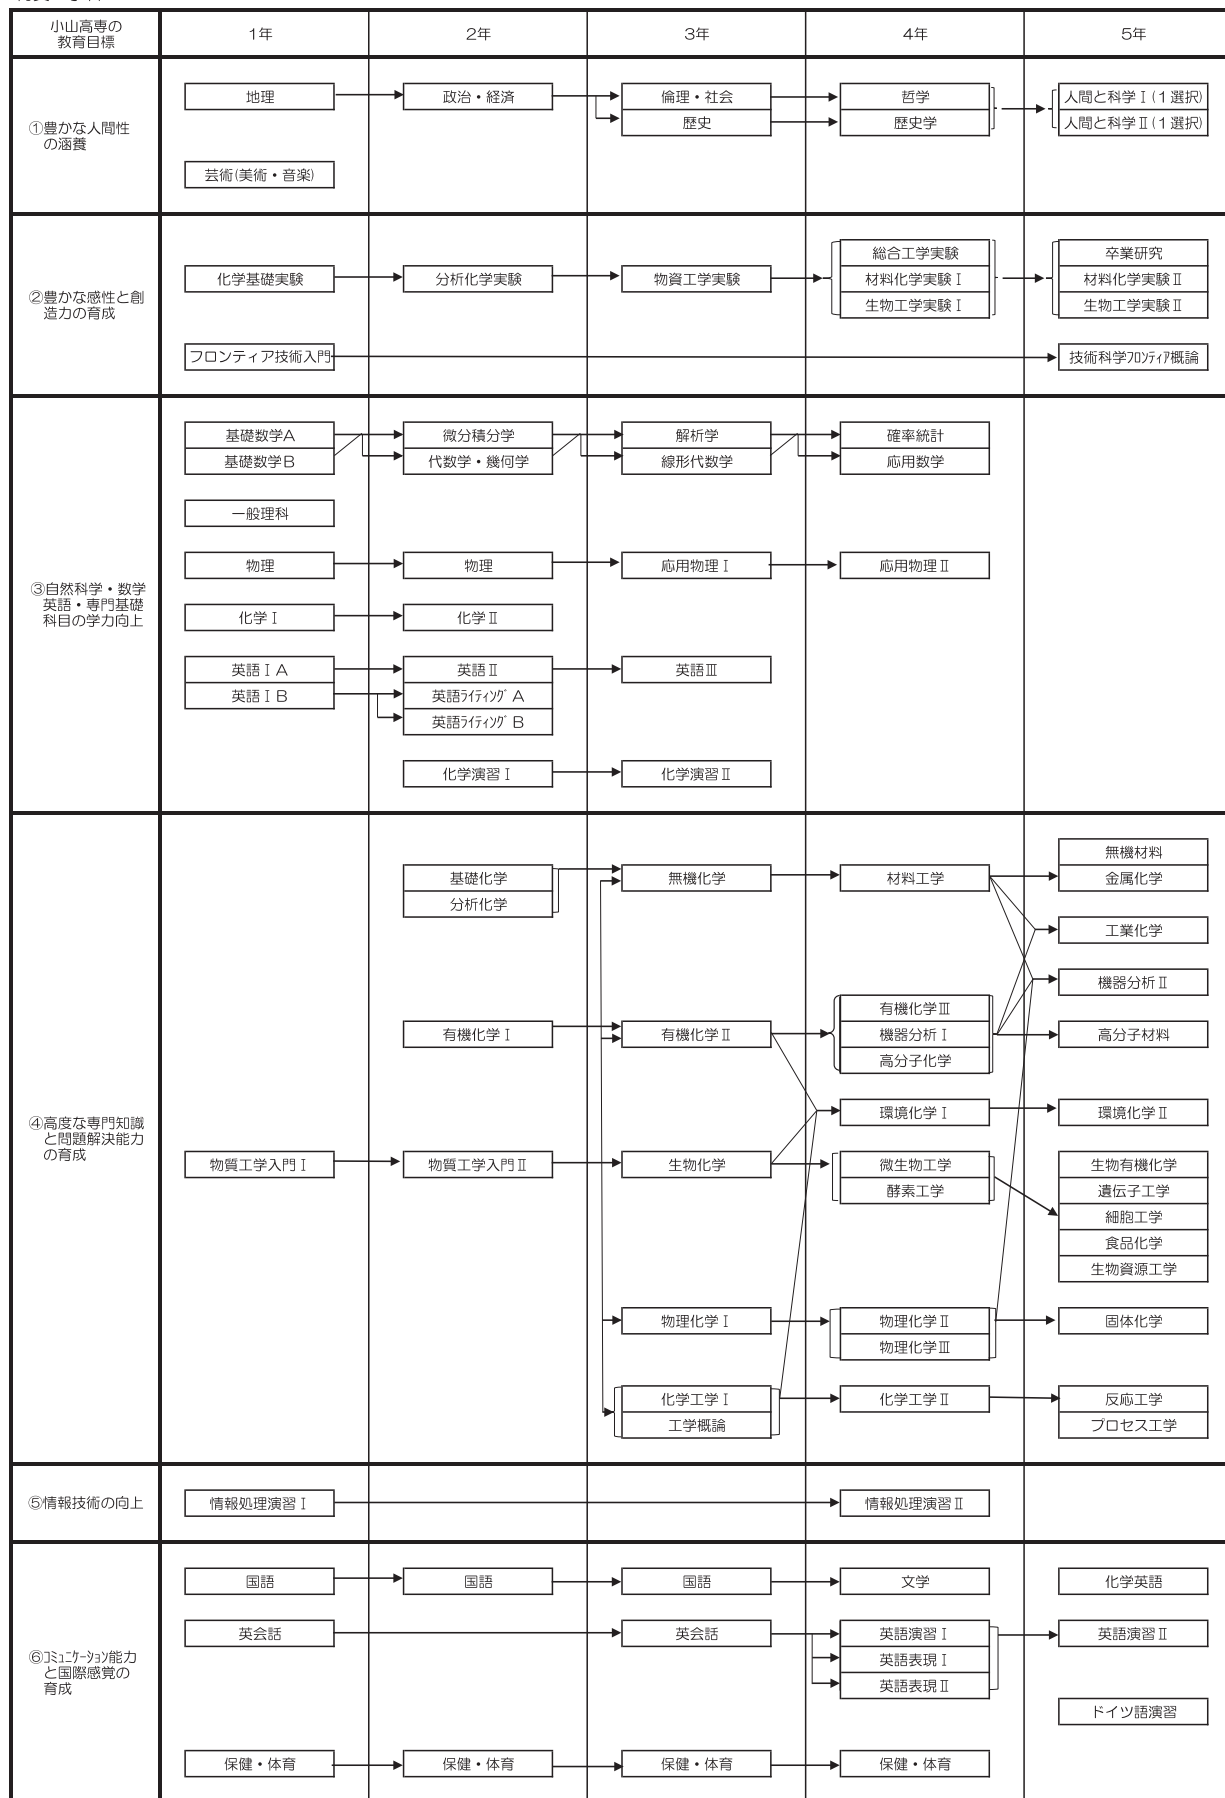 小山高専の
教育目標
1年
2年
3年
4年
5年
①豊かな人間性
の涵養
地理
政治・経済
倫理・社会
哲学
人間と科学Ⅰ(1選択)
歴史
歴史学
人間と科学Ⅱ(1選択)
芸術(美術・音楽)
②豊かな感性と創
造力の育成
総合工学実験
卒業研究
化学基礎実験
分析化学実験
物資工学実験
材料化学実験Ⅰ
材料化学実験Ⅱ
生物工学実験Ⅰ
生物工学実験Ⅱ
フロンティア技術入門
技術科学ﾌﾛﾝﾃｨｱ概論
③自然科学・数学
英語・専門基礎
科目の学力向上
基礎数学A
微分積分学
解析学
確率統計
基礎数学B
代数学・幾何学
線形代数学
応用数学
一般理科
物理
物理
応用物理Ⅰ
応用物理Ⅱ
化学Ⅰ
化学Ⅱ
英語ⅠA
英語Ⅱ
英語Ⅲ
英語ⅠB
英語ﾗｲﾃｨﾝｸﾞA
英語ﾗｲﾃｨﾝｸﾞB
化学演習Ⅰ
化学演習Ⅱ
④高度な専門知識
と問題解決能力
の育成
無機材料
基礎化学
無機化学
材料工学
金属化学
分析化学
工業化学
機器分析Ⅱ
有機化学Ⅲ
有機化学Ⅰ
有機化学Ⅱ
機器分析Ⅰ
高分子材料
高分子化学
環境化学Ⅰ
環境化学Ⅱ
物質工学入門Ⅰ
物質工学入門Ⅱ
生物化学
微生物工学
生物有機化学
酵素工学
遺伝子工学
細胞工学
食品化学
生物資源工学
物理化学Ⅰ
物理化学Ⅱ
固体化学
物理化学Ⅲ
化学工学Ⅰ
化学工学Ⅱ
反応工学
工学概論
プロセス工学
⑤情報技術の向上
情報処理演習Ⅰ
情報処理演習Ⅱ
⑥ｺﾐｭﾆｹｰｼｮﾝ能力
と国際感覚の
育成
国語
国語
国語
文学
化学英語
英会話
英会話
英語演習Ⅰ
英語演習Ⅱ
英語表現Ⅰ
英語表現Ⅱ
ドイツ語演習
保健・体育
保健・体育
保健・体育
保健・体育